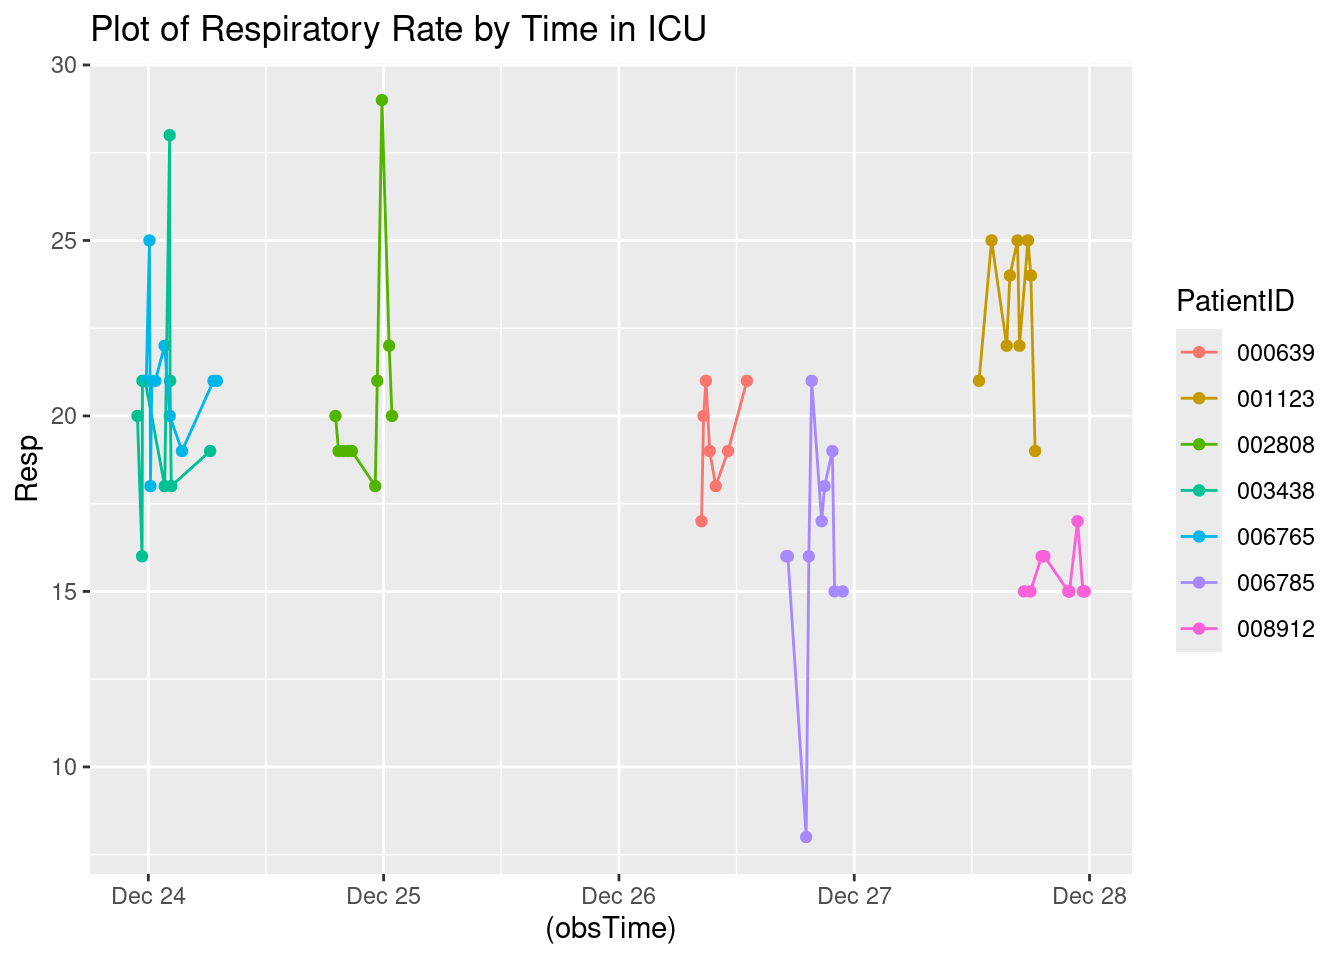 Plot of Respiratory Rate by Time in ICU
30
25
20
15
10
Resp
Dec 24 Dec 25 Dec 26 Dec 27 Dec 28
(obsTime)
PatientID
000639
001123
002808
003438
006765
006785
008912